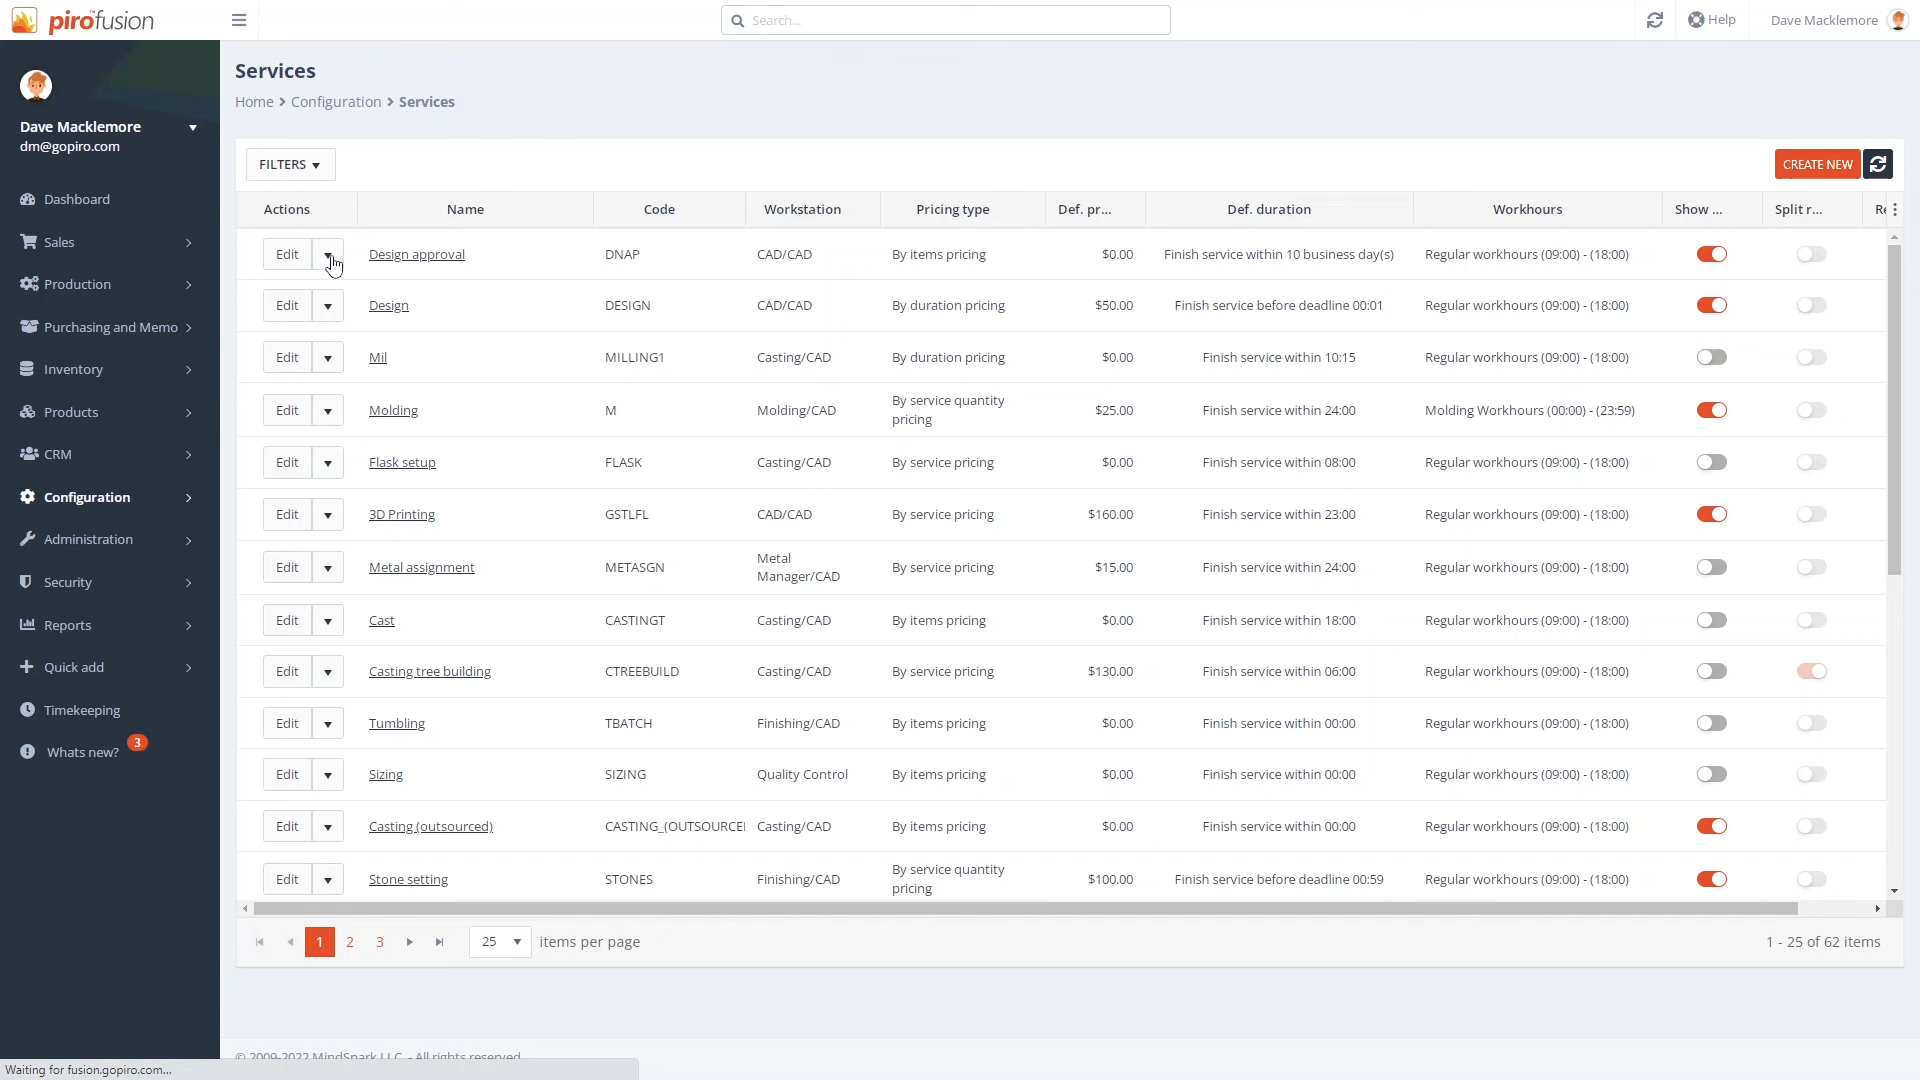 pirofusion
Search...
Help
Dave Macklemore
Dave Macklemore
dm@gopiro.com
Dashboard
Sales
Production
Purchasing and Memo
Inventory
Products
CRM
Configuration
Administration
Security
Reports
Quick add
Timekeeping
Whats new? 3
Services
Home > Configuration > Services
FILTERS
CREATE NEW
Actions Name Code Workstation Pricing type Def. pr... Def. duration Workhours Show ... Split r...
Edit Design approval DNAP CAD/CAD By items pricing $0.00 Finish service within 10 business day(s) Regular workhours (09:00) - (18:00)
Edit Design DESIGN CAD/CAD By duration pricing $50.00 Finish service before deadline 00:01 Regular workhours (09:00) - (18:00)
Edit Mil MILLING1 Casting/CAD By duration pricing $0.00 Finish service within 10:15 Regular workhours (09:00) - (18:00)
Edit Molding M Molding/CAD By service quantity pricing $25.00 Finish service within 24:00 Molding Workhours (00:00) - (23:59)
Edit Flask setup FLASK Casting/CAD By service pricing $0.00 Finish service within 08:00 Regular workhours (09:00) - (18:00)
Edit 3D Printing GSTLFL CAD/CAD By service pricing $160.00 Finish service within 23:00 Regular workhours (09:00) - (18:00)
Edit Metal assignment METASGN Metal Manager/CAD By service pricing $15.00 Finish service within 24:00 Regular workhours (09:00) - (18:00)
Edit Cast CASTINGT Casting/CAD By items pricing $0.00 Finish service within 18:00 Regular workhours (09:00) - (18:00)
Edit Casting tree building CTREEBUILD Casting/CAD By service pricing $130.00 Finish service within 06:00 Regular workhours (09:00) - (18:00)
Edit Tumbling TBATCH Finishing/CAD By items pricing $0.00 Finish service within 00:00 Regular workhours (09:00) - (18:00)
Edit Sizing SIZING Quality Control By items pricing $0.00 Finish service within 00:00 Regular workhours (09:00) - (18:00)
Edit Casting (outsourced) CASTING_(OUTSOURCE Casting/CAD By items pricing $0.00 Finish service within 00:00 Regular workhours (09:00) - (18:00)
Edit Stone setting STONES Finishing/CAD By service quantity pricing $100.00 Finish service before deadline 00:59 Regular workhours (09:00) - (18:00)
1 2 3 25 items per page 1 - 25 of 62 items
© 2009-2022 MindSpark LLC. - All rights reserved
Waiting for fusion.gopiro.com...